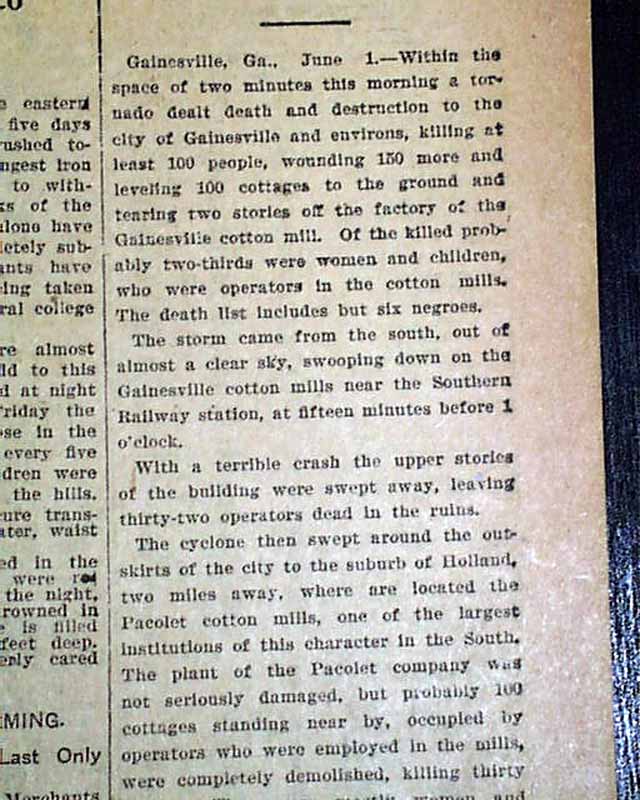 eastern
five days
rushed to-
ngest iron
to with-
ks of the
alone have
letely sub-
ants have
ing taken
ral college
re almost
ld to this
d at night
Friday the
ose in the
every five
dren were
the hills.
ure trans-
ater, waist
ed in the
were
the night,
rowned in
is filled
feet deep.
erly cared
MING.
Last Only
Merchants
Gainesville, Ga., June 1.—Within the
space of two minutes this morning a tor-
nado dealt death and destruction to the
city of Gainesville and environs, killing at
least 100 people, wounding 150 more and
leveling 100 cottages to the ground and
tearing two stories off the factory of the
Gainesville cotton mill. Of the killed prob-
ably two-thirds were women and children,
who were operators in the cotton mills.
The death list includes but six negroes.
The storm came from the south, out of
almost a clear sky, swooping down on the
Gainesville cotton mills near the Southern
Railway station, at fifteen minutes before 1
o'clock.
With a terrible crash the upper stories
of the building were swept away, leaving
thirty-two operators dead in the ruins.
The cyclone then swept around the out-
skirts of the city to the suburb of Holland,
two miles away, where are located the
Pacolet cotton mills, one of the largest
institutions of this character in the South.
The plant of the Pacolet company was
not seriously damaged, but probably 100
cottages standing near by, occupied by
operators who were employed in the mills,
were completely demolished, killing thirty
women and